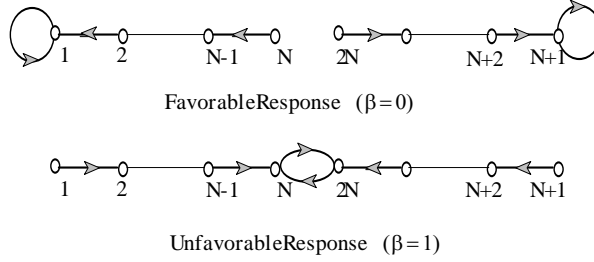 1 2 N-1 N 2N N+2 N+1
FavorableResponse (β=0)
1 2 N-1 N 2N N+2 N+1
UnfavorableResponse (β=1)